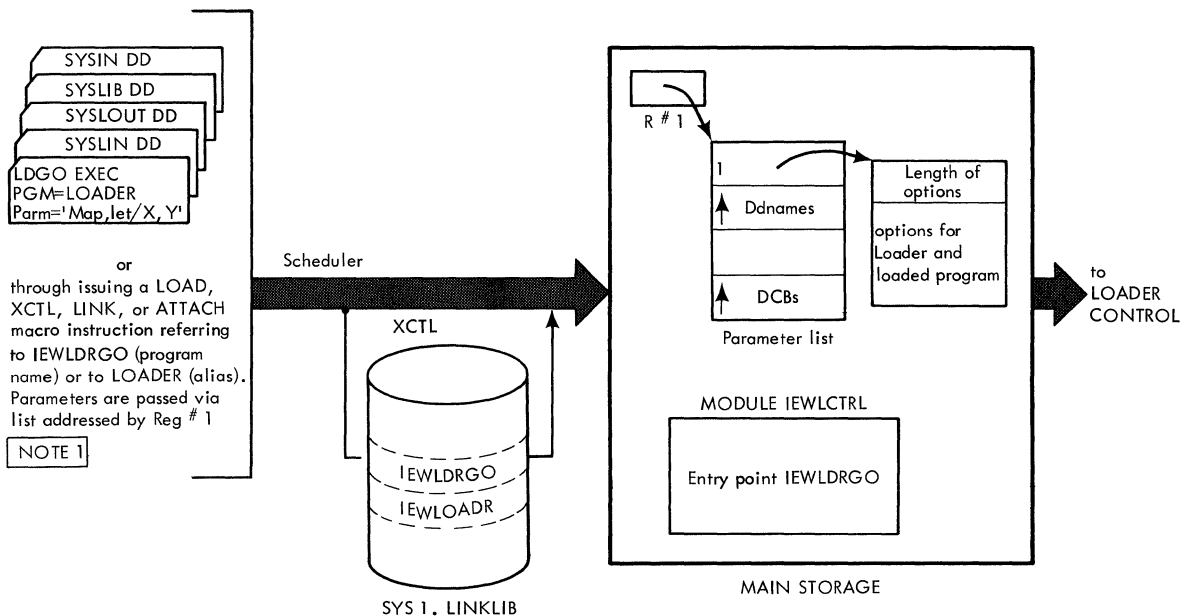 SYSIN DD
SYSLIB DD
SYSLOUT DD
SYSLIN DD
LDGO EXEC
PGM=LOADER
Parm='Map,let/X, Y'
or
through issuing a LOAD,
XCTL, LINK, or ATTACH
macro instruction referring
to IEWLDRGO (program
name) or to LOADER (alias).
Parameters are passed via
list addressed by Reg # 1
NOTE 1
Scheduler
XCTL
IEWLDRGO
IEWLOADR
SYS 1. LINKLIB
R # 1
1
Ddnames
DCBs
Parameter list
Length of
options
options for
Loader and
loaded program
MODULE IEWLCTRL
Entry point IEWLDRGO
MAIN STORAGE
to
LOADER
CONTROL